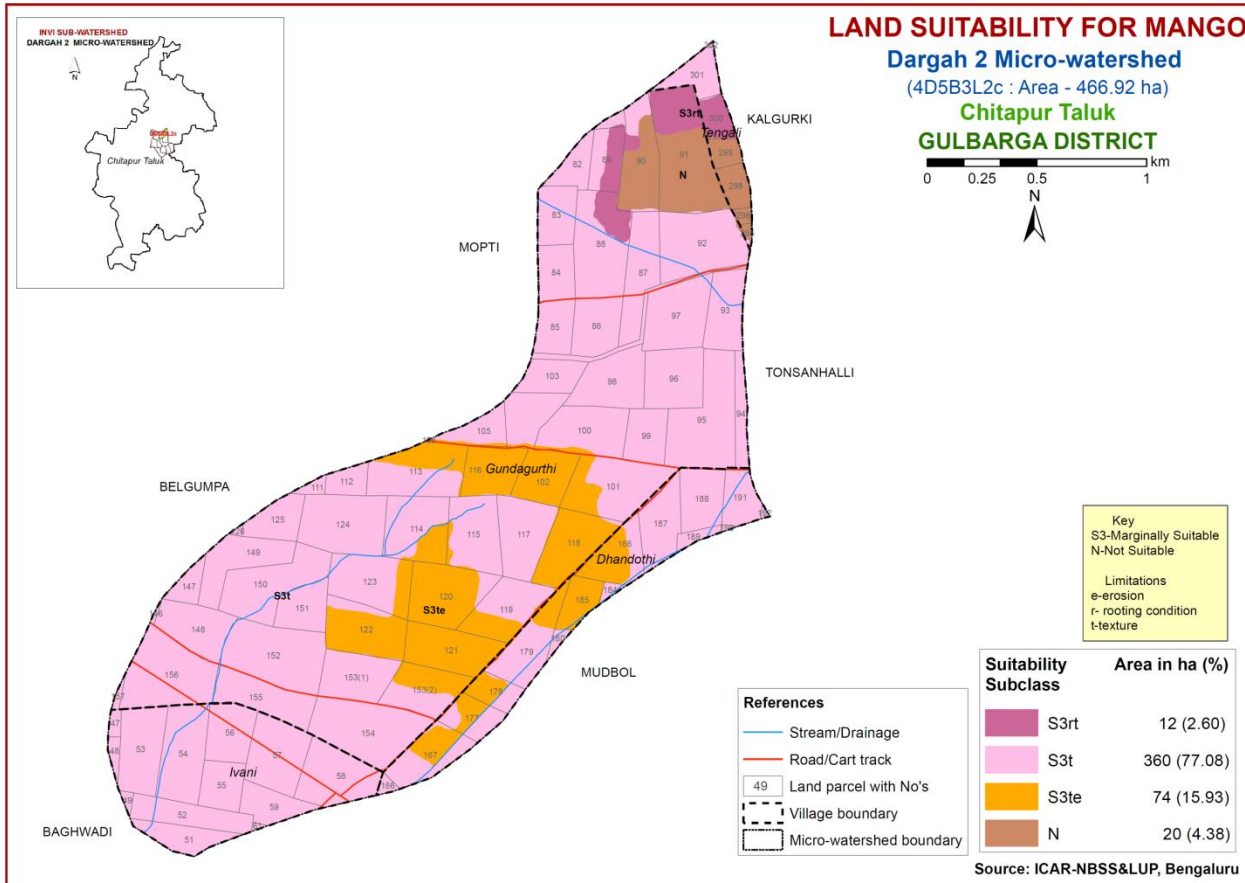 INVI SUB-WATERSHED
DARGAH 2 MICRO-WATERSHED
N
Chitapur Taluk
LAND SUITABILITY FOR MANGO
Dargah 2 Micro-watershed
(4D5B3L2c : Area - 466.92 ha)
Chitapur Taluk
GULBARGA DISTRICT
km
0 0.25 0.5 1
N
KALGURKI
MOPTI
TONSANHALLI
BELGUMPA
MUDBOL
BAGHWADI
301
S3rt
300
Tengali
82
89
90
91
299
N
298
296
83
88
92
84
87
93
85
86
97
103
98
96
105
100
99
95
94
113
116
Gundagurthi
102
101
188
191
111
112
125
124
114
115
117
187
189
190
192
126
149
118
186
Dhandothi
147
150
123
120
184
185
S3t
151
S3te
119
146
148
122
180
152
121
179
156
153(1)
153(2)
178
155
177
157
154
167
47
56
48
53
54
57
Ivani
58
166
55
49
52
59
51
Key
S3-Marginally Suitable
N-Not Suitable
Limitations
e-erosion
r- rooting condition
t-texture
Suitability Subclass Area in ha (%)
S3rt 12 (2.60)
S3t 360 (77.08)
S3te 74 (15.93)
N 20 (4.38)
References
Stream/Drainage
Road/Cart track
49 Land parcel with No's
Village boundary
Micro-watershed boundary
Source: ICAR-NBSS&LUP, Bengaluru